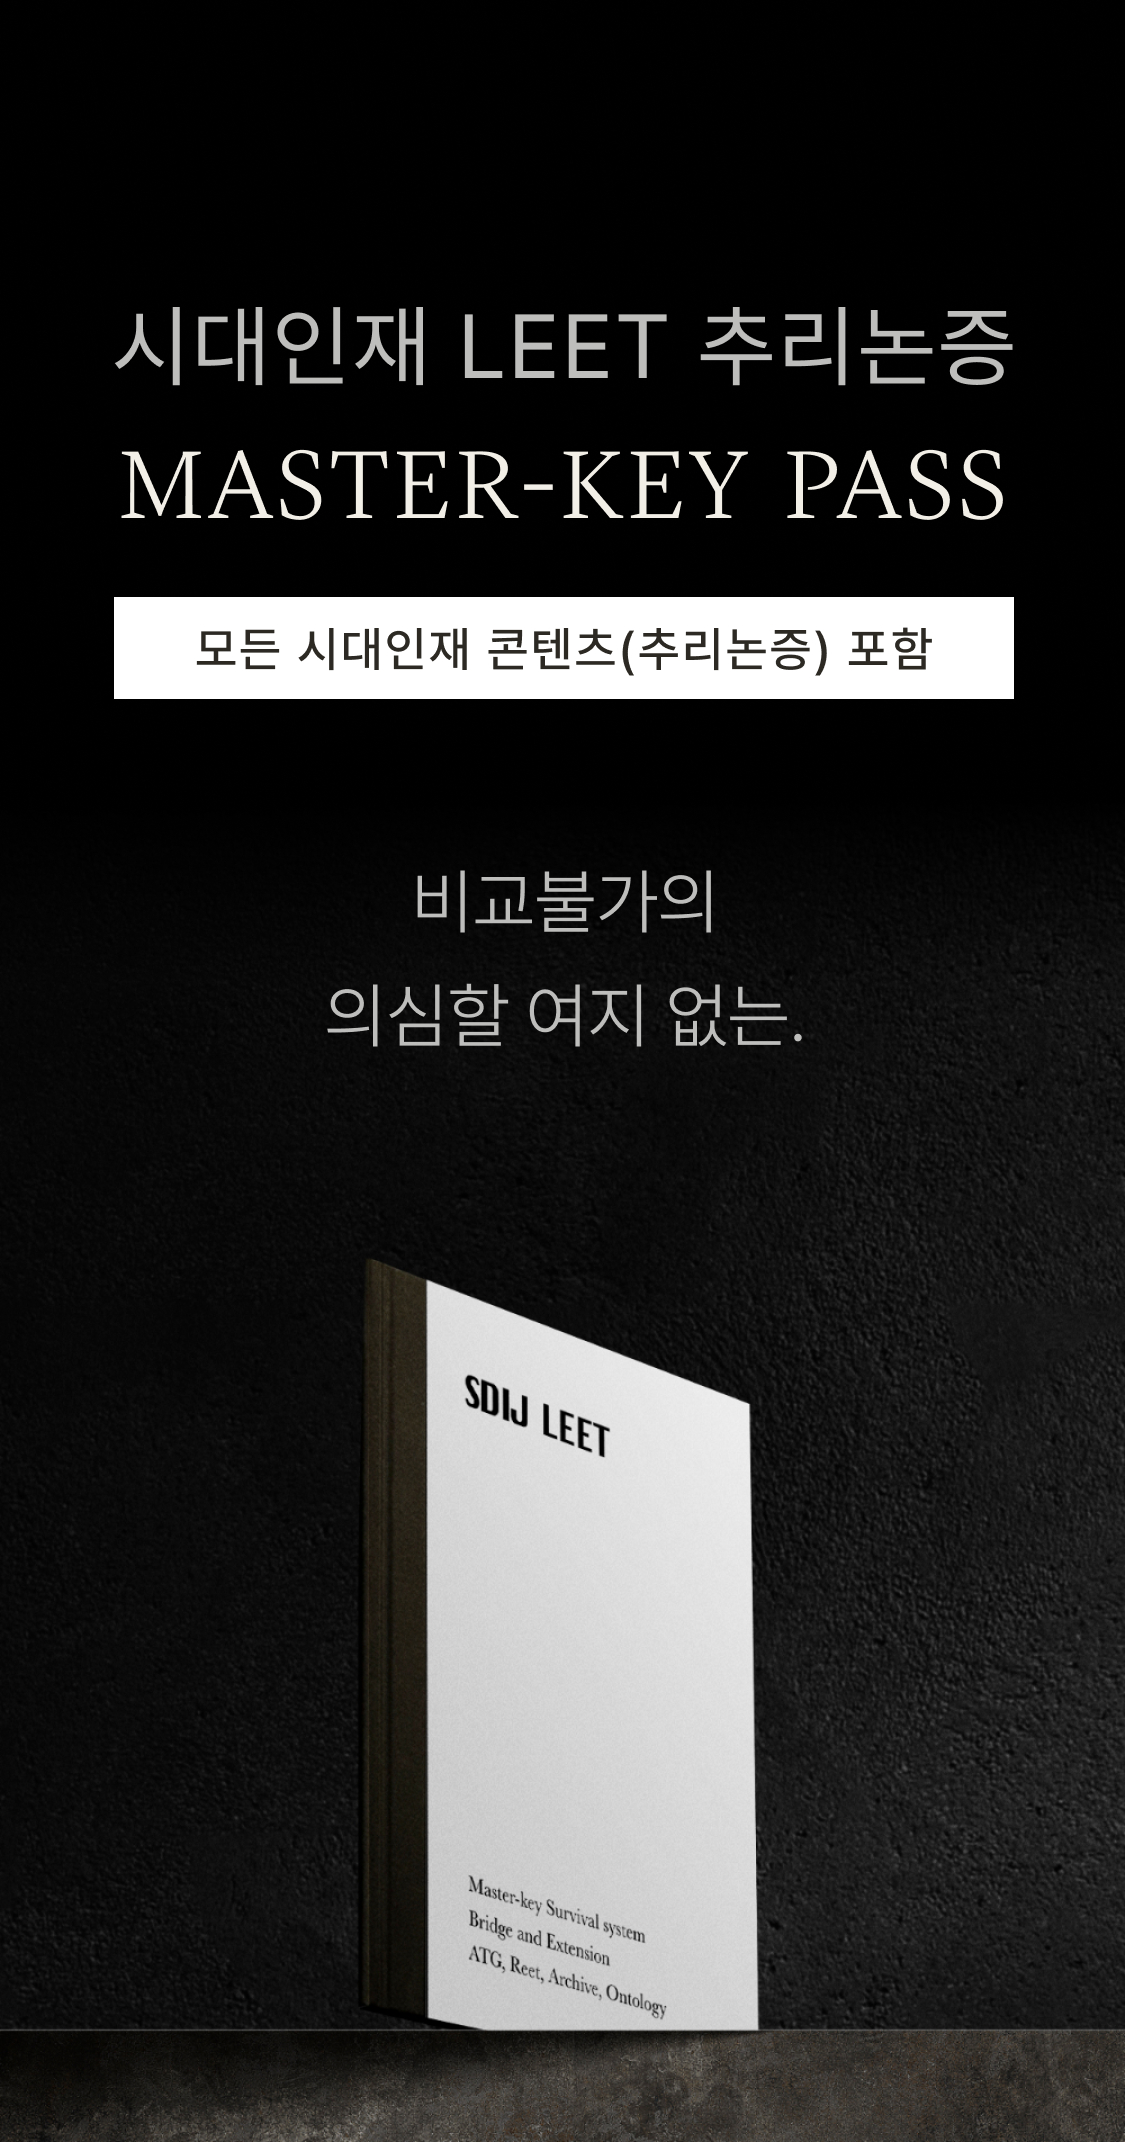 시대인재 LEET 추리논증
MASTER-KEY PASS
모든 시대인재 콘텐츠(추리논증) 포함
비교불가의
의심할 여지 없는.
SDIJ LEET
Master-key Survival system
Bridge and Extension
ATG, Reet, Archive, Ontology